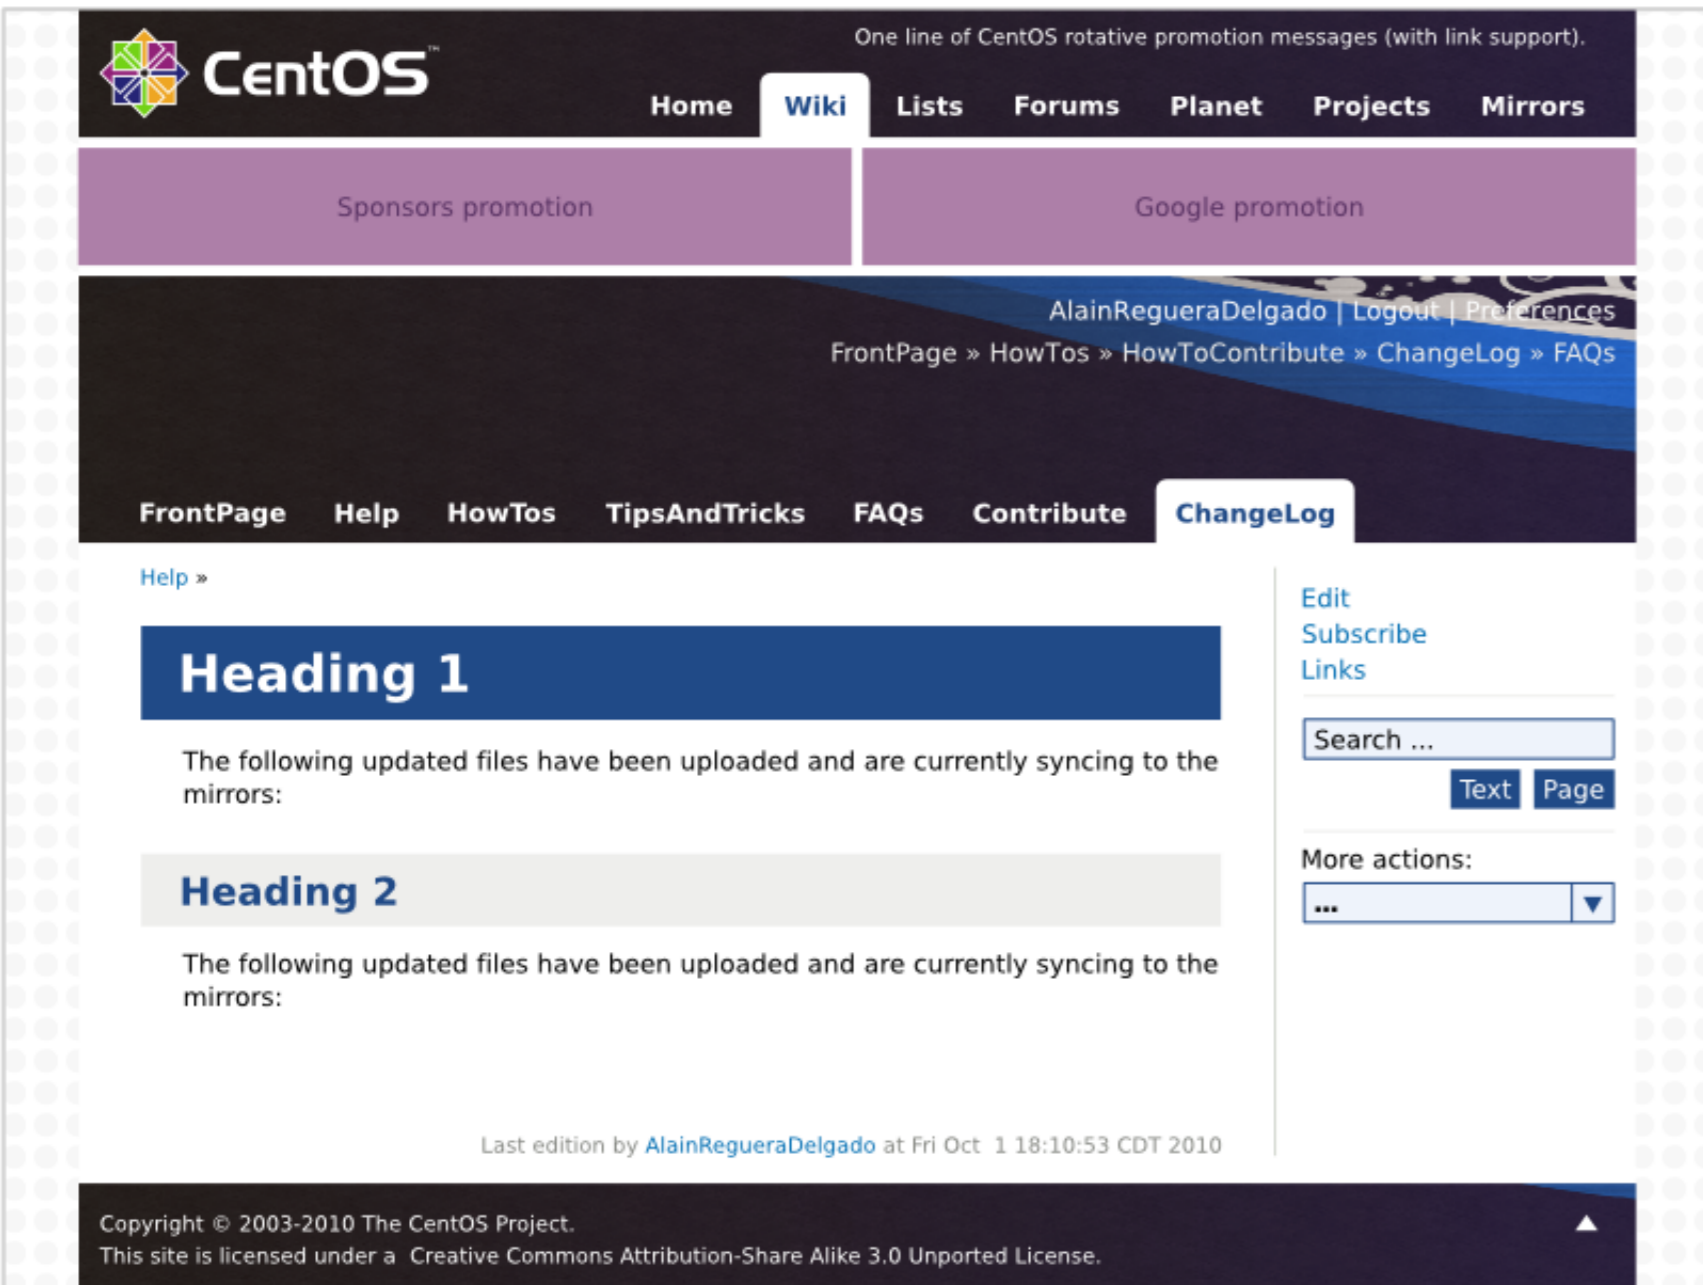 CentOS™
One line of CentOS rotative promotion messages (with link support).
Home Wiki Lists Forums Planet Projects Mirrors
Sponsors promotion
Google promotion
AlainRegueraDelgado | Logout | Preferences
FrontPage » HowTos » HowToContribute » ChangeLog » FAQs
FrontPage Help HowTos TipsAndTricks FAQs Contribute ChangeLog
Help »
Heading 1
The following updated files have been uploaded and are currently syncing to the
mirrors:
Heading 2
The following updated files have been uploaded and are currently syncing to the
mirrors:
Last edition by AlainRegueraDelgado at Fri Oct  1 18:10:53 CDT 2010
Edit
Subscribe
Links
Search ...
Text Page
More actions:
...
Copyright © 2003-2010 The CentOS Project.
This site is licensed under a  Creative Commons Attribution-Share Alike 3.0 Unported License.